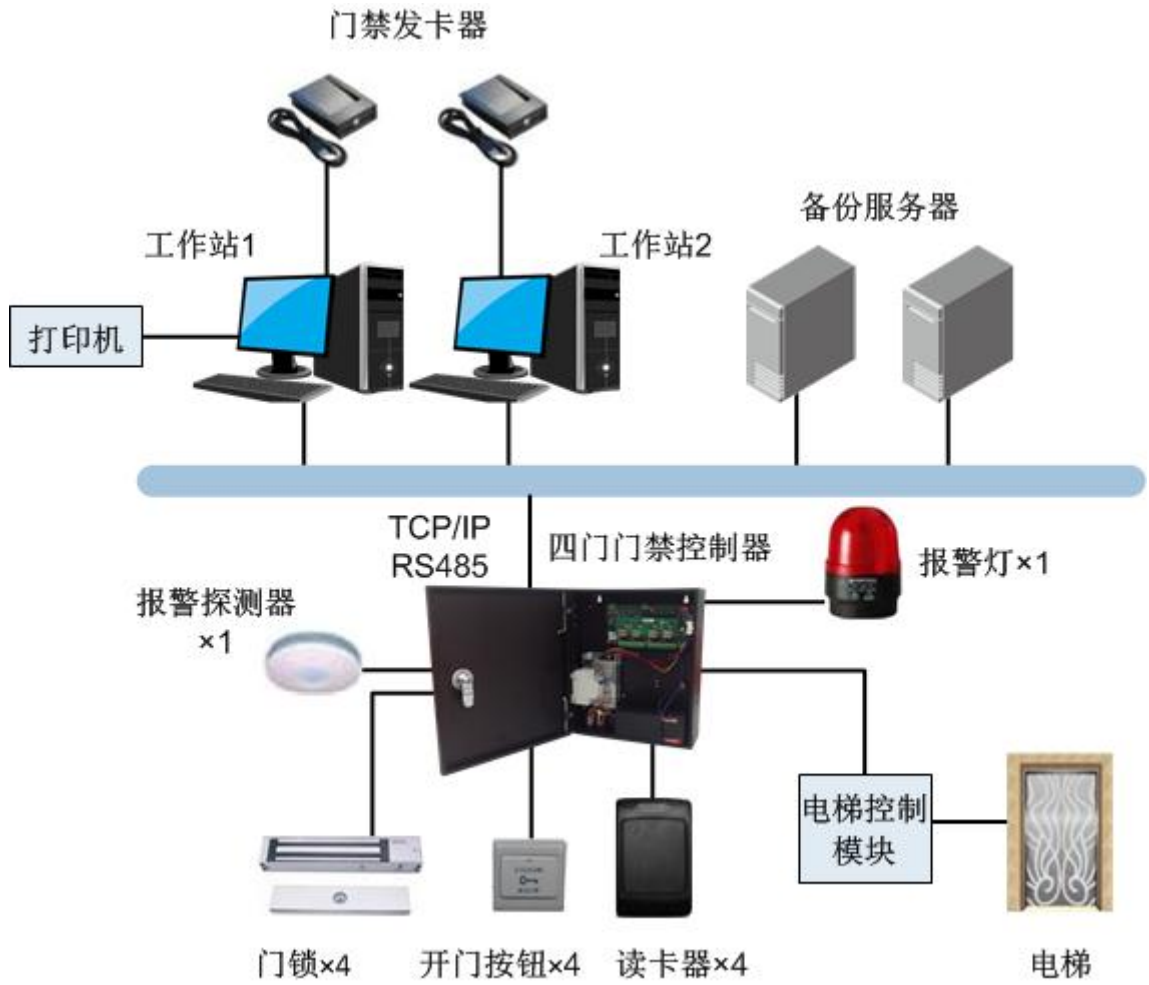 门禁发卡器
备份服务器
工作站1
工作站2
打印机
TCP/IP
RS485
四门门禁控制器
报警灯×1
报警探测器
×1
电梯控制
模块
门锁×4
开门按钮×4
读卡器×4
电梯